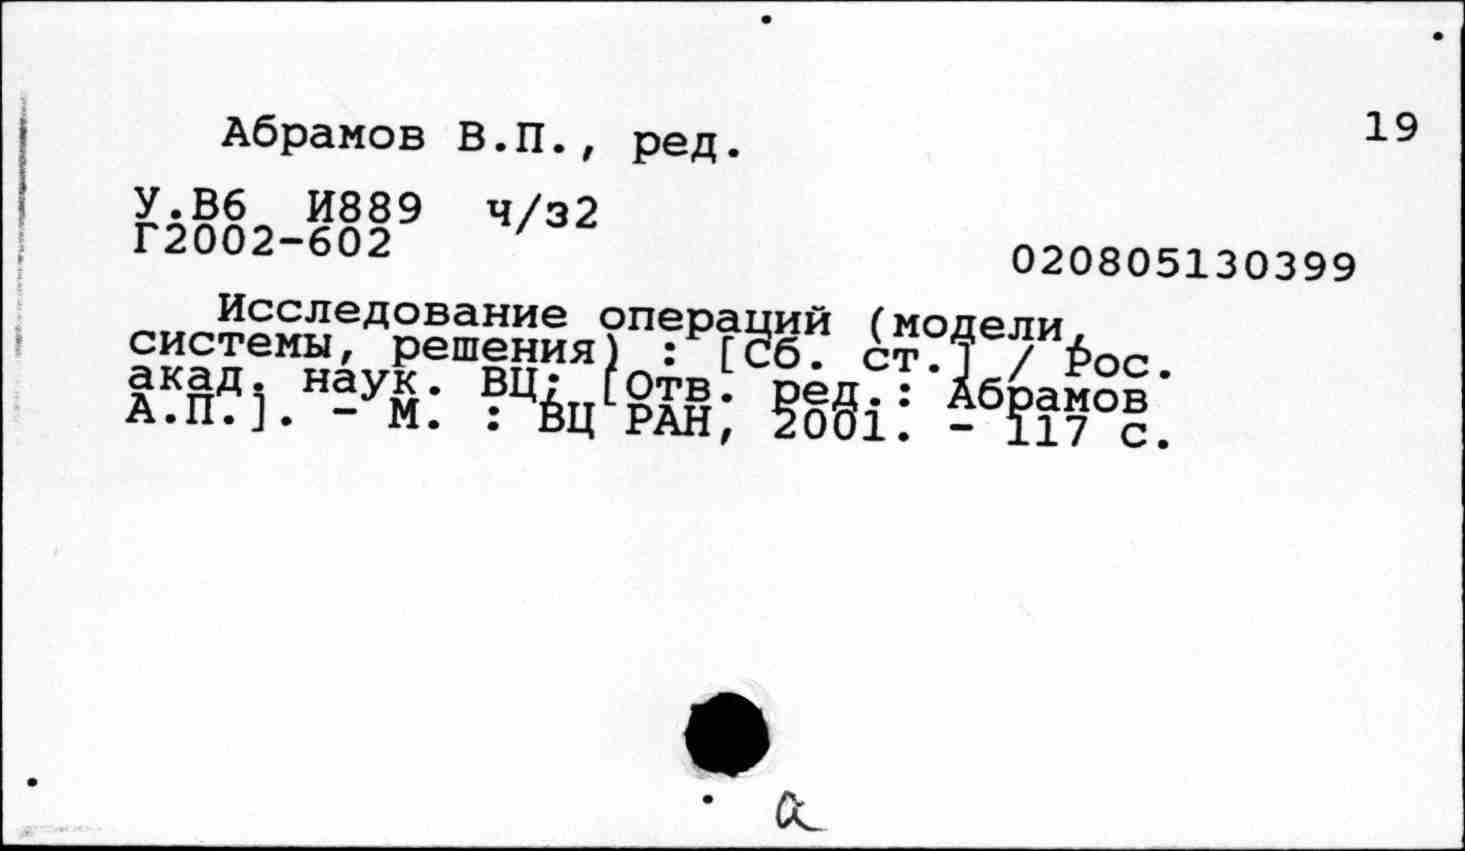 Абрамов В.П., ред.
19
У.В6 И889 ч/з2
Г2002-602
020805130399
Исследование операций (модели,
системы, решения) : [Сб. ст.] / Рос.
акад. наук. ВЦ; [Отв. ред.: Абрамов
А.П.]. - М. : ВЦ РАН, 2001. - 117 с.